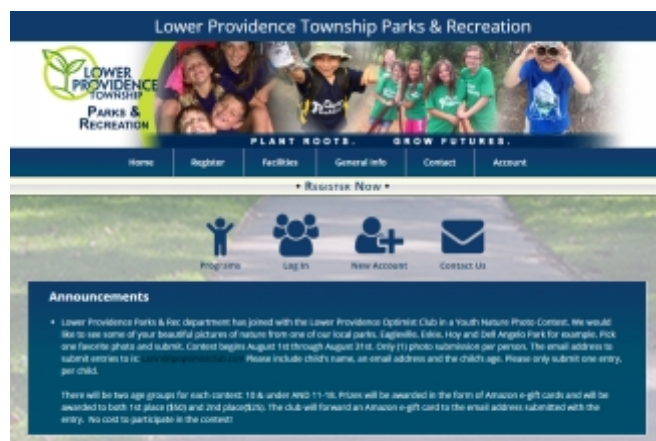 Lower Providence Township Parks & Recreation
LOWER
PROVIDENCE
TOWNSHIP
PARKS &
RECREATION
PLANT ROOTS. GROW FUTURES.
Home Register Facilities General Info Contact Account
• REGISTER NOW •
Programs Log In New Account Contact Us
Announcements
• Lower Providence Parks & Rec department has joined with the Lower Providence Optimist Club in a Youth Nature Photo Contest. We would
like to see some of your beautiful pictures of nature from one of our local parks, Eagleville, Eskie, Hoy and Dell Angelo Park for example. Pick
one favorite photo and submit. Contest begins August 1st through August 31st. Only (1) photo submission per person. The email address to
submit entries to is: Please include child's name, an email address and the child's age. Please only submit one entry,
per child.
There will be two age groups for each contest: 10 & under AND 11-18. Prizes will be awarded in the form of Amazon e-gift cards and will be
awarded to both 1st place ($50) and 2nd place($25). The club will forward an Amazon e-gift card to the email address submitted with the
entry. No cost to participate in the contest!